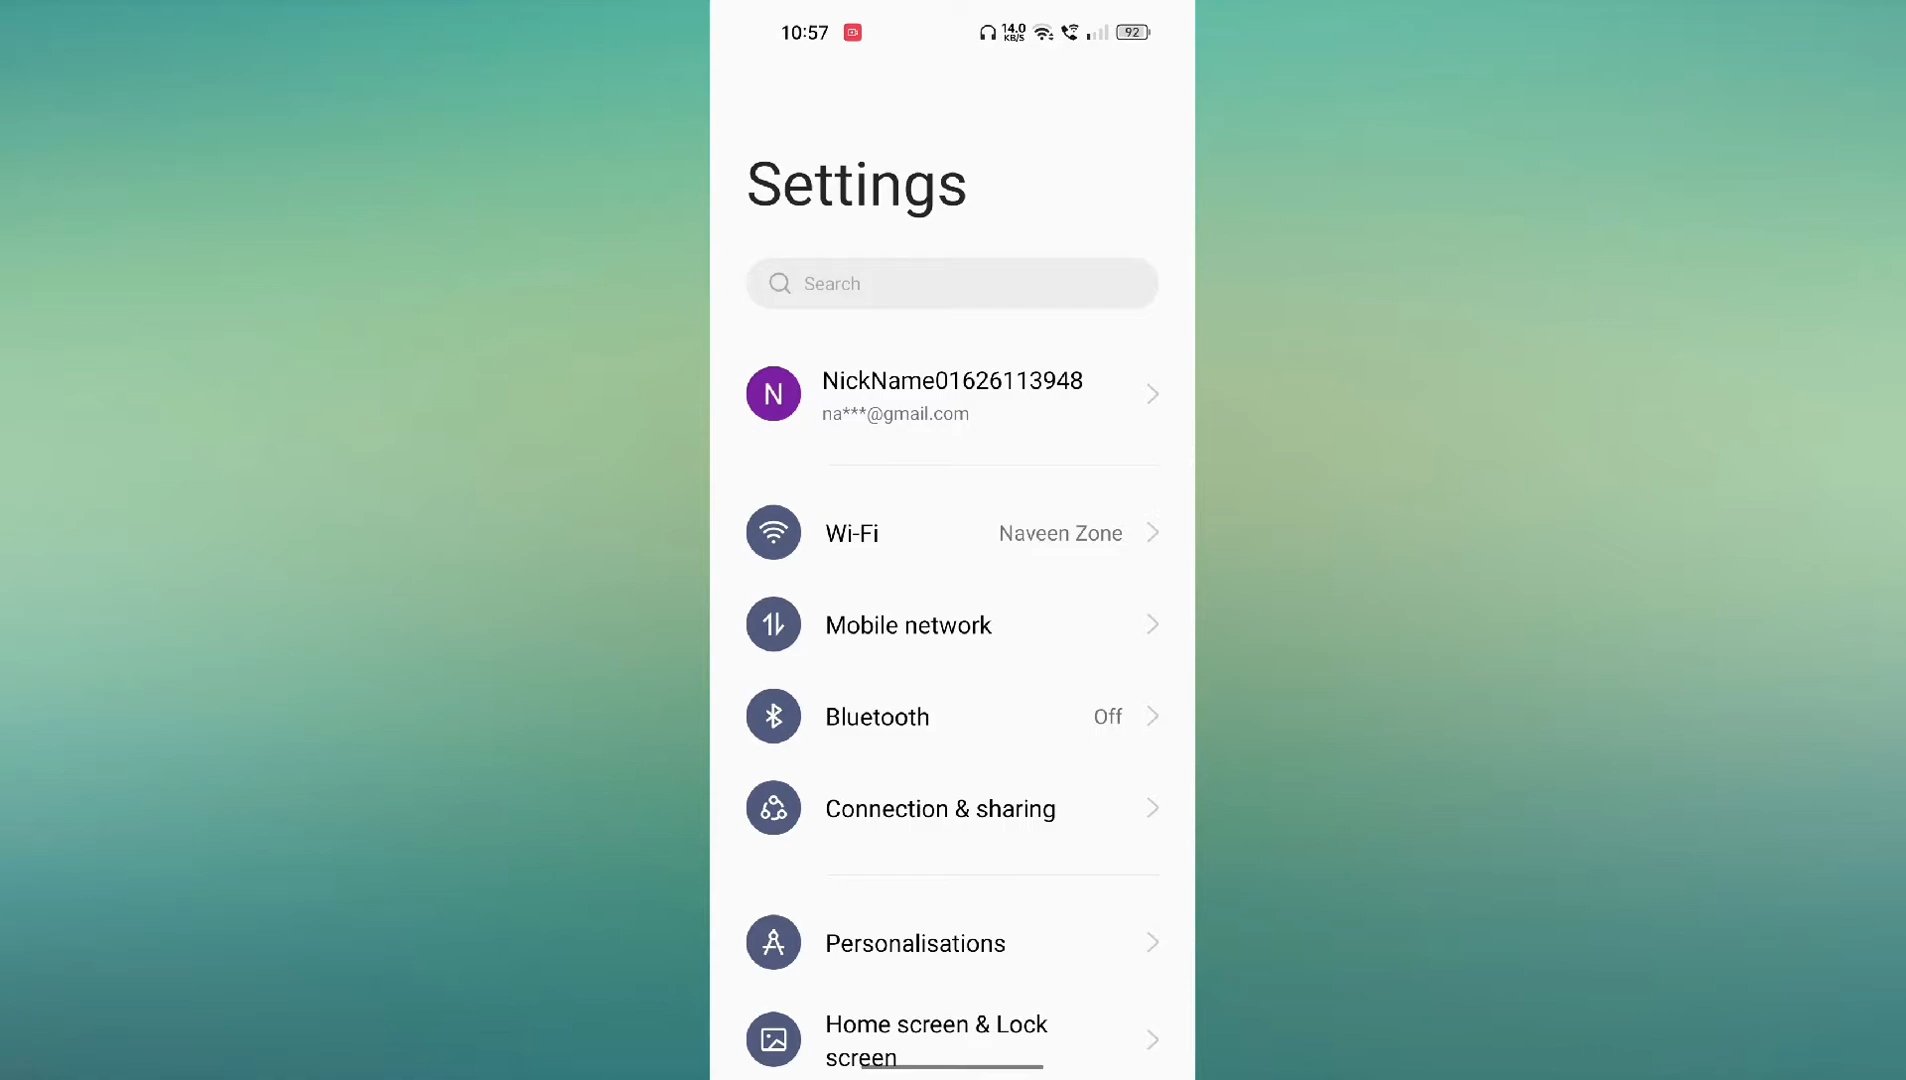 10:57 14.0 KB/S 92
Settings
Search
N
NickName01626113948
na***@gmail.com
Wi-Fi Naveen Zone
Mobile network
Bluetooth Off
Connection & sharing
Personalisations
Home screen & Lock
screen